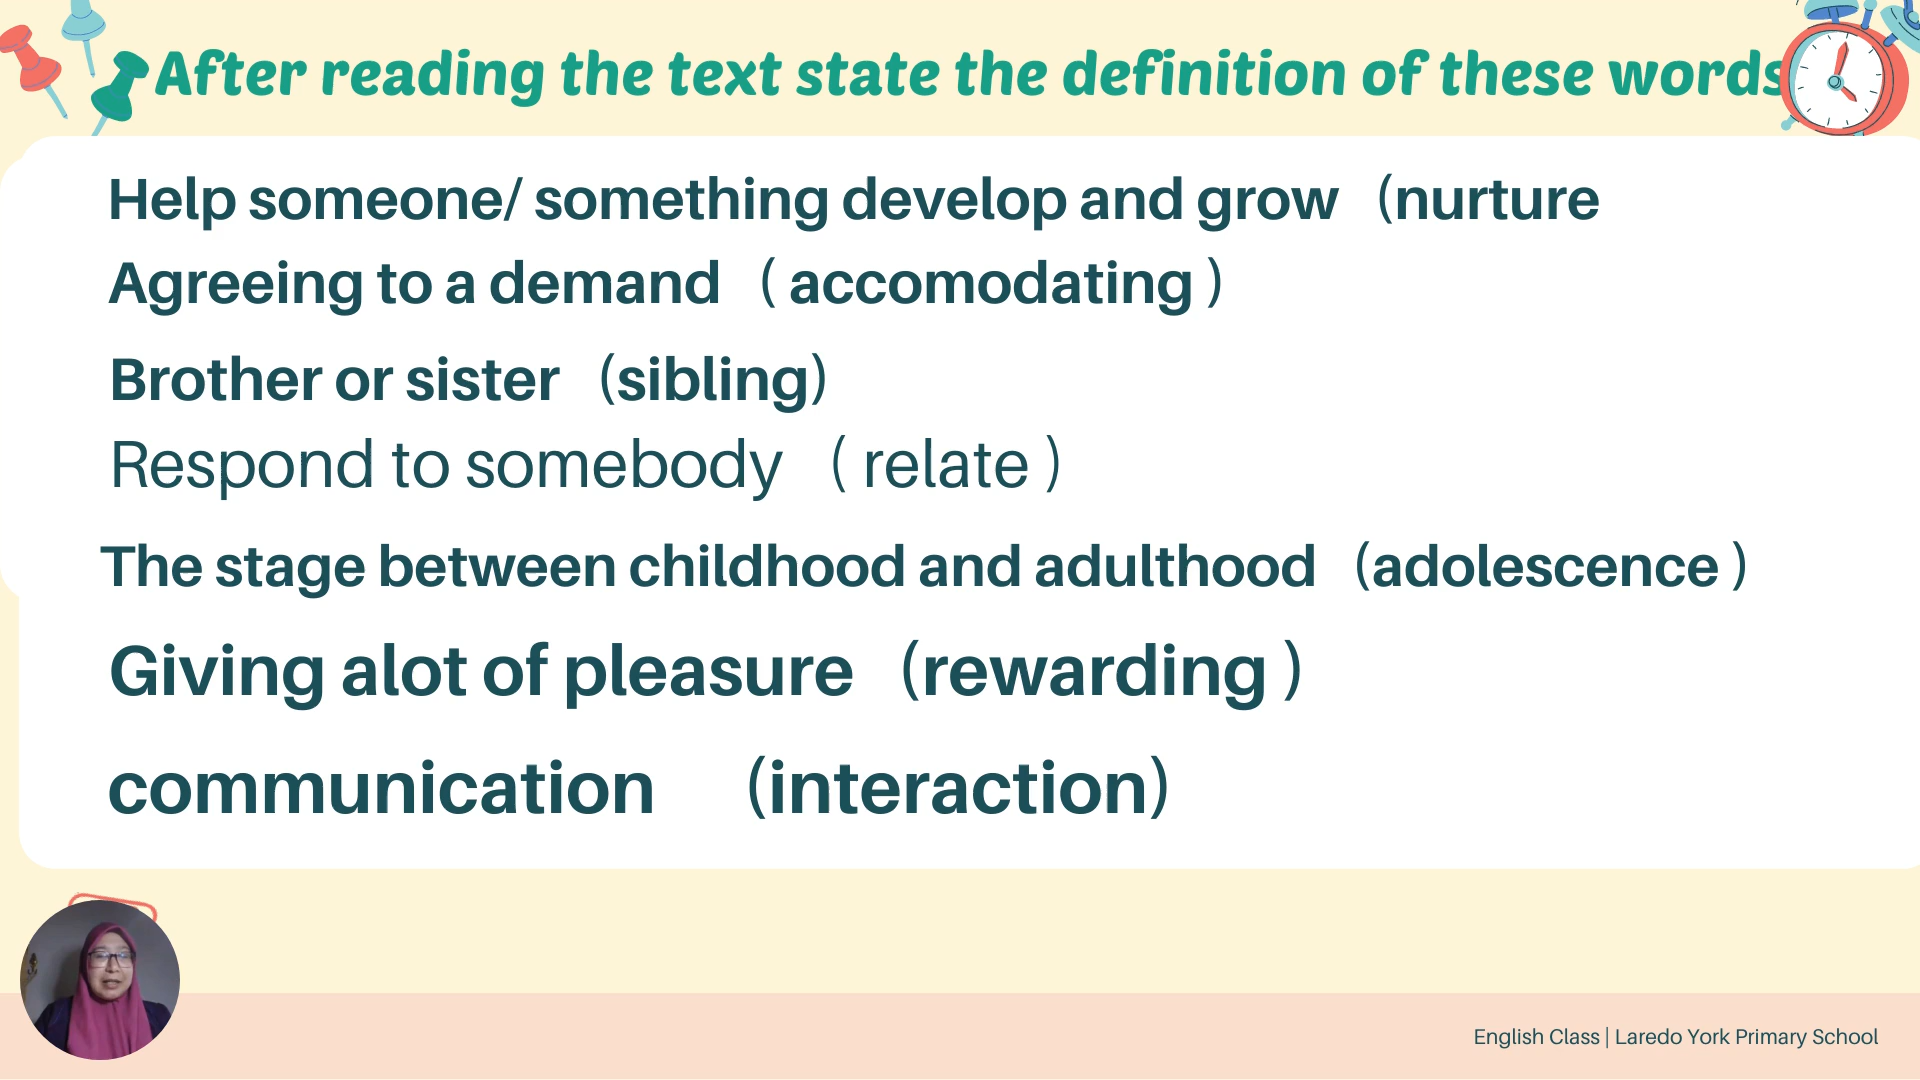 After reading the text state the definition of these words
Help someone/ something develop and grow (nurture
Agreeing to a demand ( accomodating )
Brother or sister (sibling)
Respond to somebody ( relate )
The stage between childhood and adulthood (adolescence )
Giving alot of pleasure (rewarding )
communication (interaction)
English Class | Laredo York Primary School